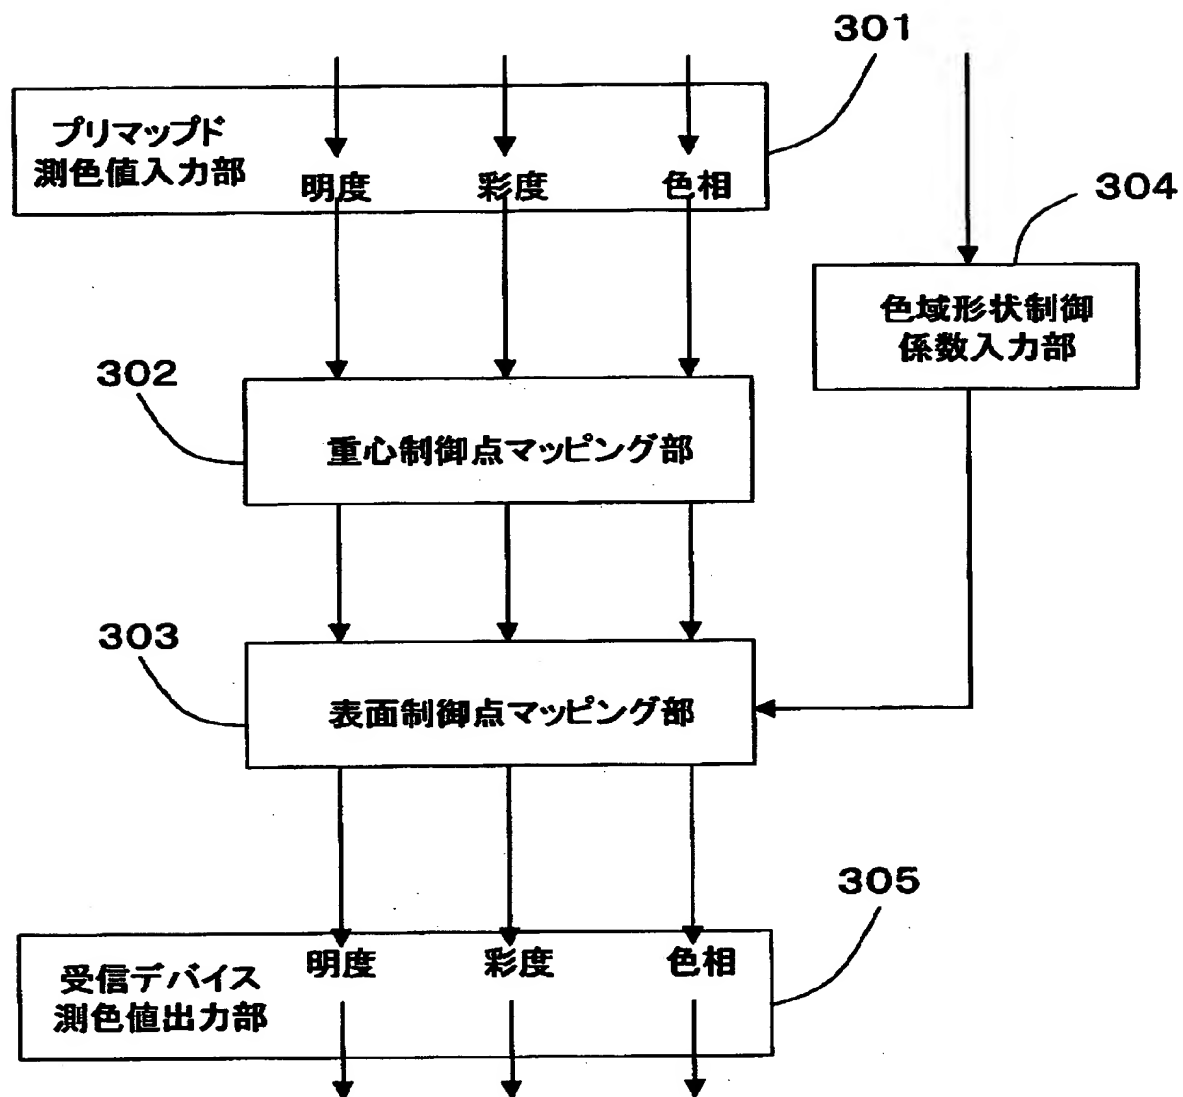 301
プリマップド
測色値入力部
明度
彩度
色相
304
色域形状制御
係数入力部
302
重心制御点マッピング部
303
表面制御点マッピング部
305
受信デバイス
測色値出力部
明度
彩度
色相